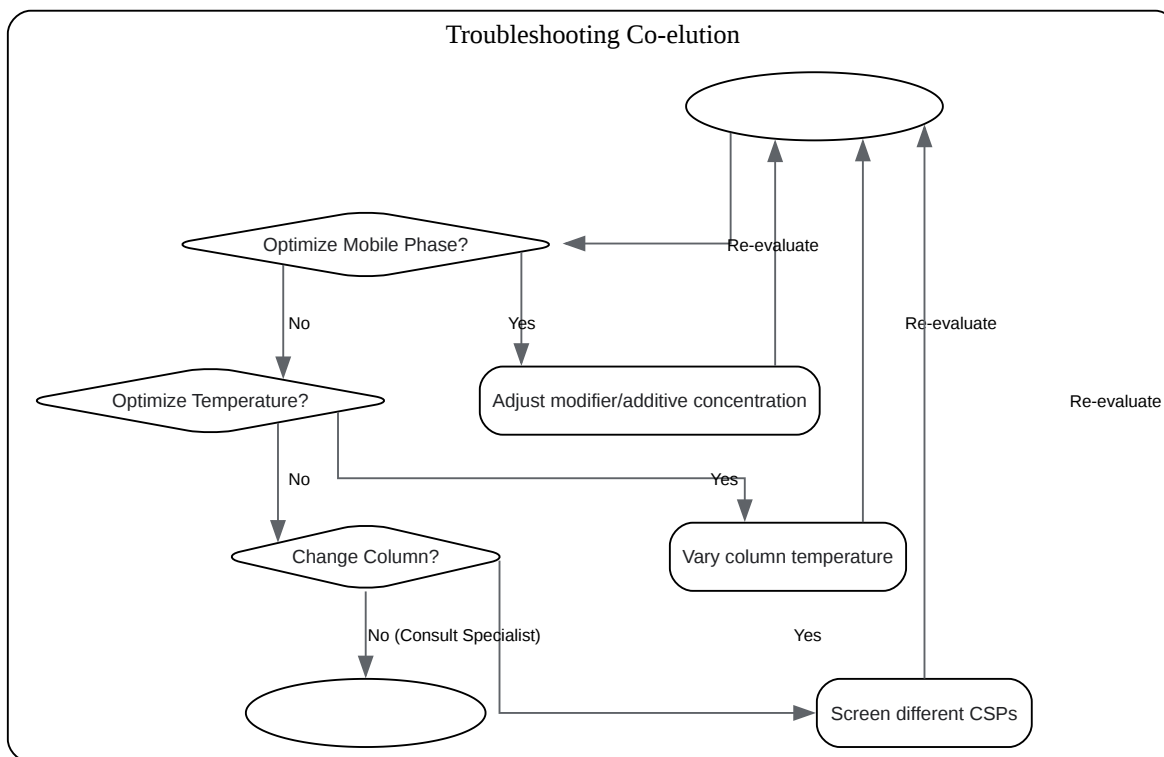 Troubleshooting Co-elution
Optimize Mobile Phase?
Re-evaluate
No
Yes
Re-evaluate
Optimize Temperature?
Adjust modifier/additive concentration
Re-evaluate
No
Yes
Change Column?
Vary column temperature
No (Consult Specialist)
Yes
Screen different CSPs